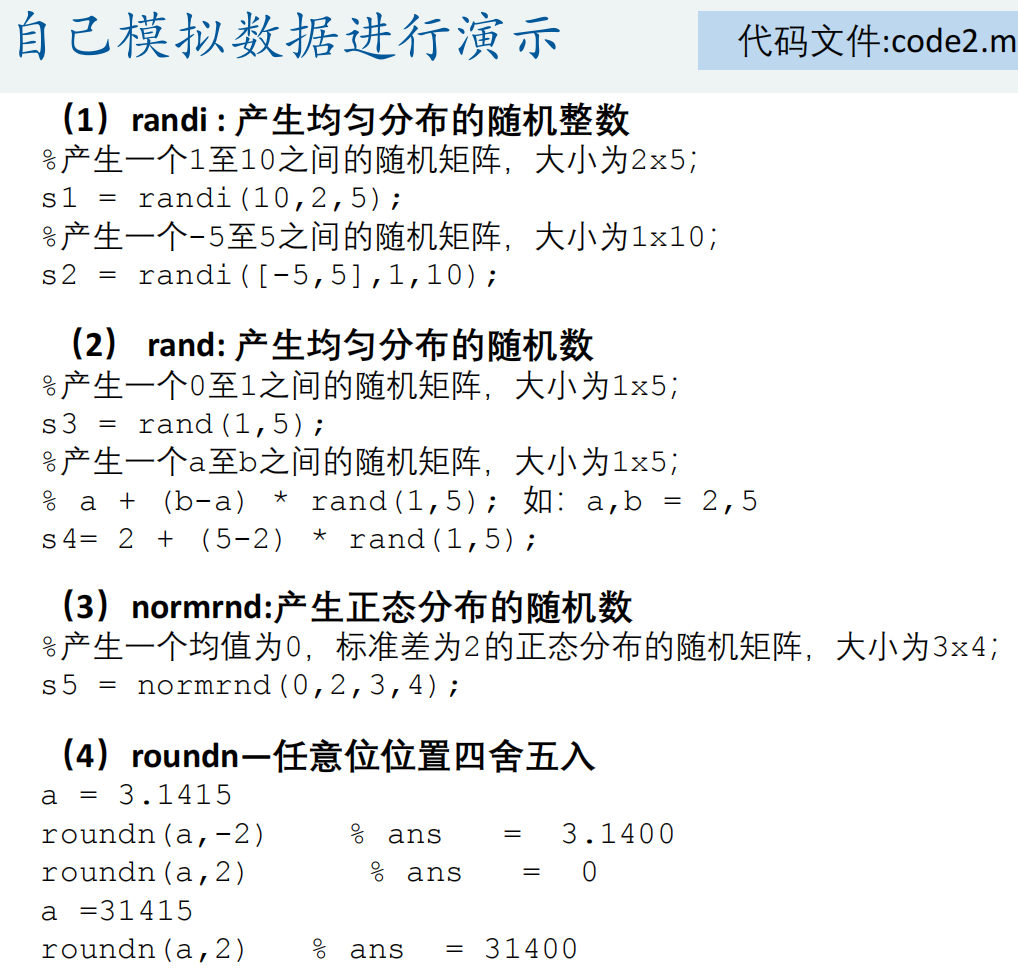 自己模拟数据进行演示
代码文件:code2.m
（1） randi : 产生均匀分布的随机整数
%产生一个1至10之间的随机矩阵，大小为2x5；
s1 = randi(10,2,5);
%产生一个-5至5之间的随机矩阵，大小为1x10；
s2 = randi([-5,5],1,10);
（2） rand: 产生均匀分布的随机数
%产生一个0至1之间的随机矩阵，大小为1x5；
s3 = rand(1,5);
%产生一个a至b之间的随机矩阵，大小为1x5；
% a + (b-a) * rand(1,5); 如：a,b = 2,5
s4= 2 + (5-2) * rand(1,5);
（3）normrnd:产生正态分布的随机数
%产生一个均值为0，标准差为2的正态分布的随机矩阵，大小为3x4；
s5 = normrnd(0,2,3,4);
（4）roundn—任意位位置四舍五入
a = 3.1415
roundn(a,-2) % ans = 3.1400
roundn(a,2) % ans = 0
a =31415
roundn(a,2) % ans = 31400